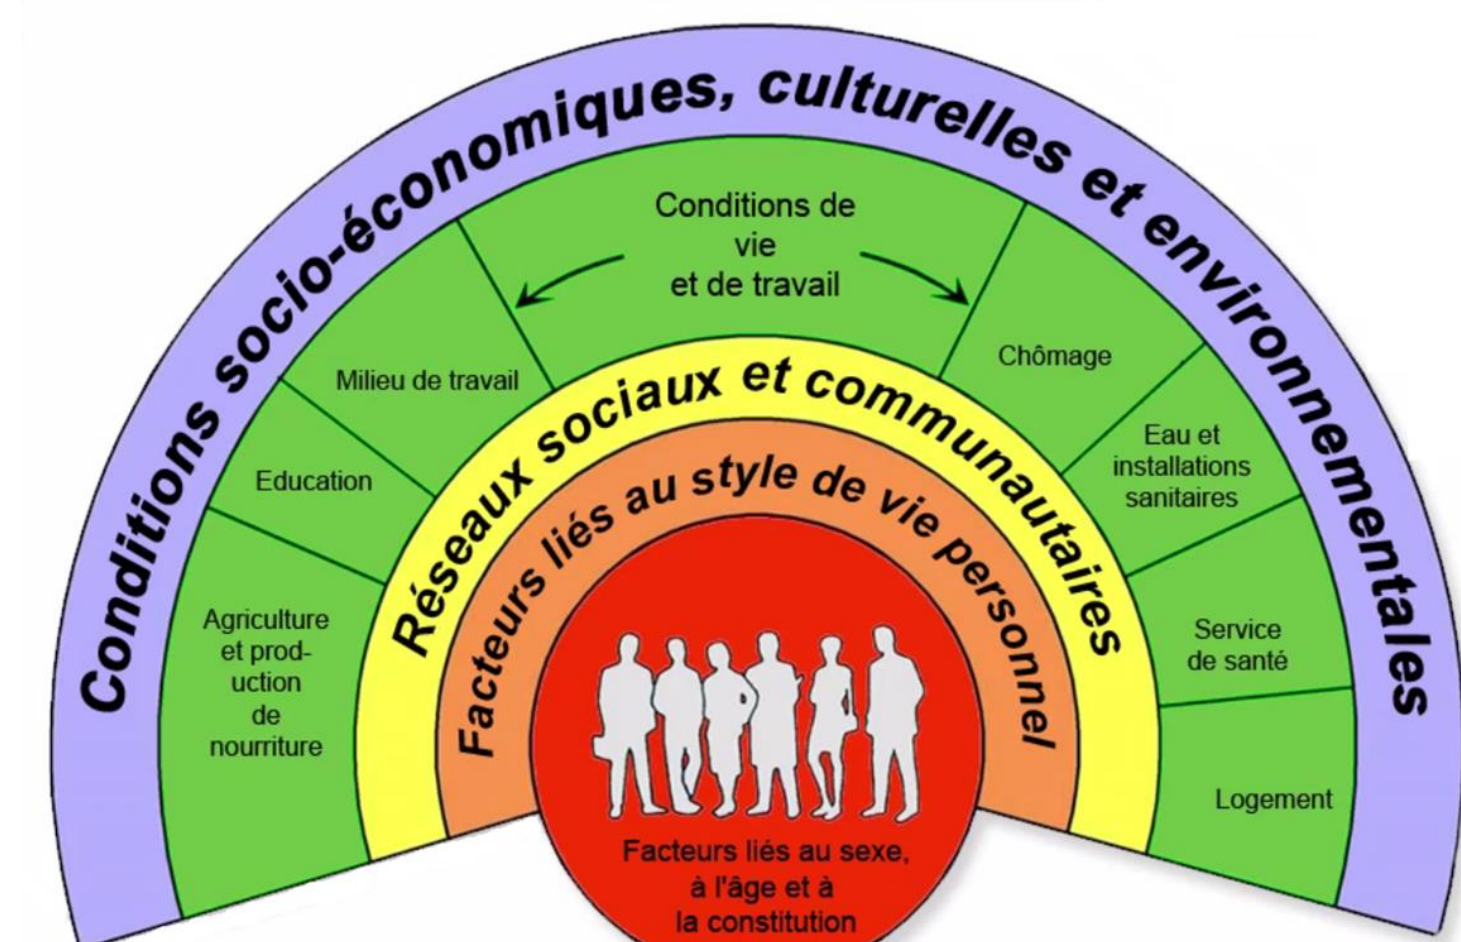 Conditions socio-économiques, culturelles et environnementales
Conditions de
vie
et de travail
Milieu de travail
Education
Agriculture
et prod-
uction
de
nourriture
Chômage
Eau et
installations
sanitaires
Service
de santé
Logement
Réseaux sociaux et communautaires
Facteurs liés au style de vie personnel
Facteurs liés au sexe,
à l'âge et à
la constitution